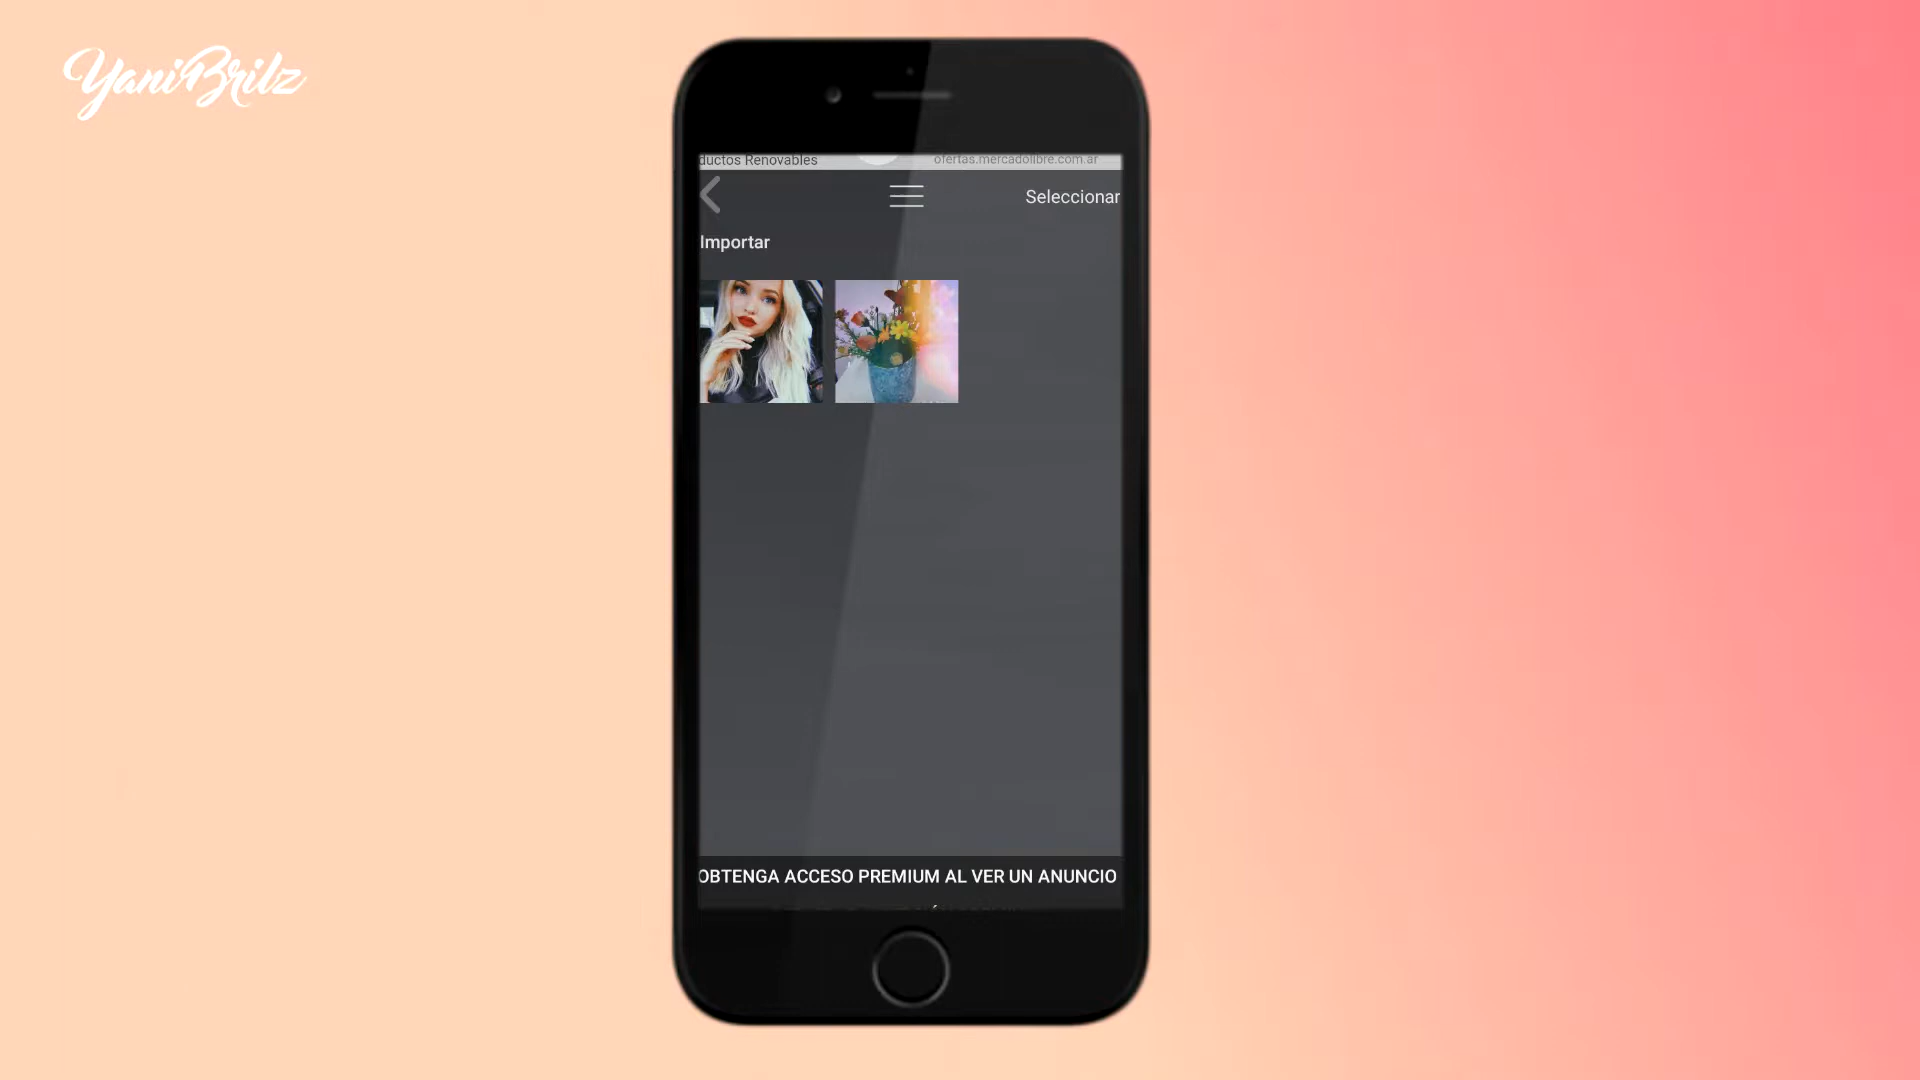 YaniBrilz
ductos Renovables
ofertas.mercadolibre.com.ar
Seleccionar
Importar
OBTENGA ACCESO PREMIUM AL VER UN ANUNCIO